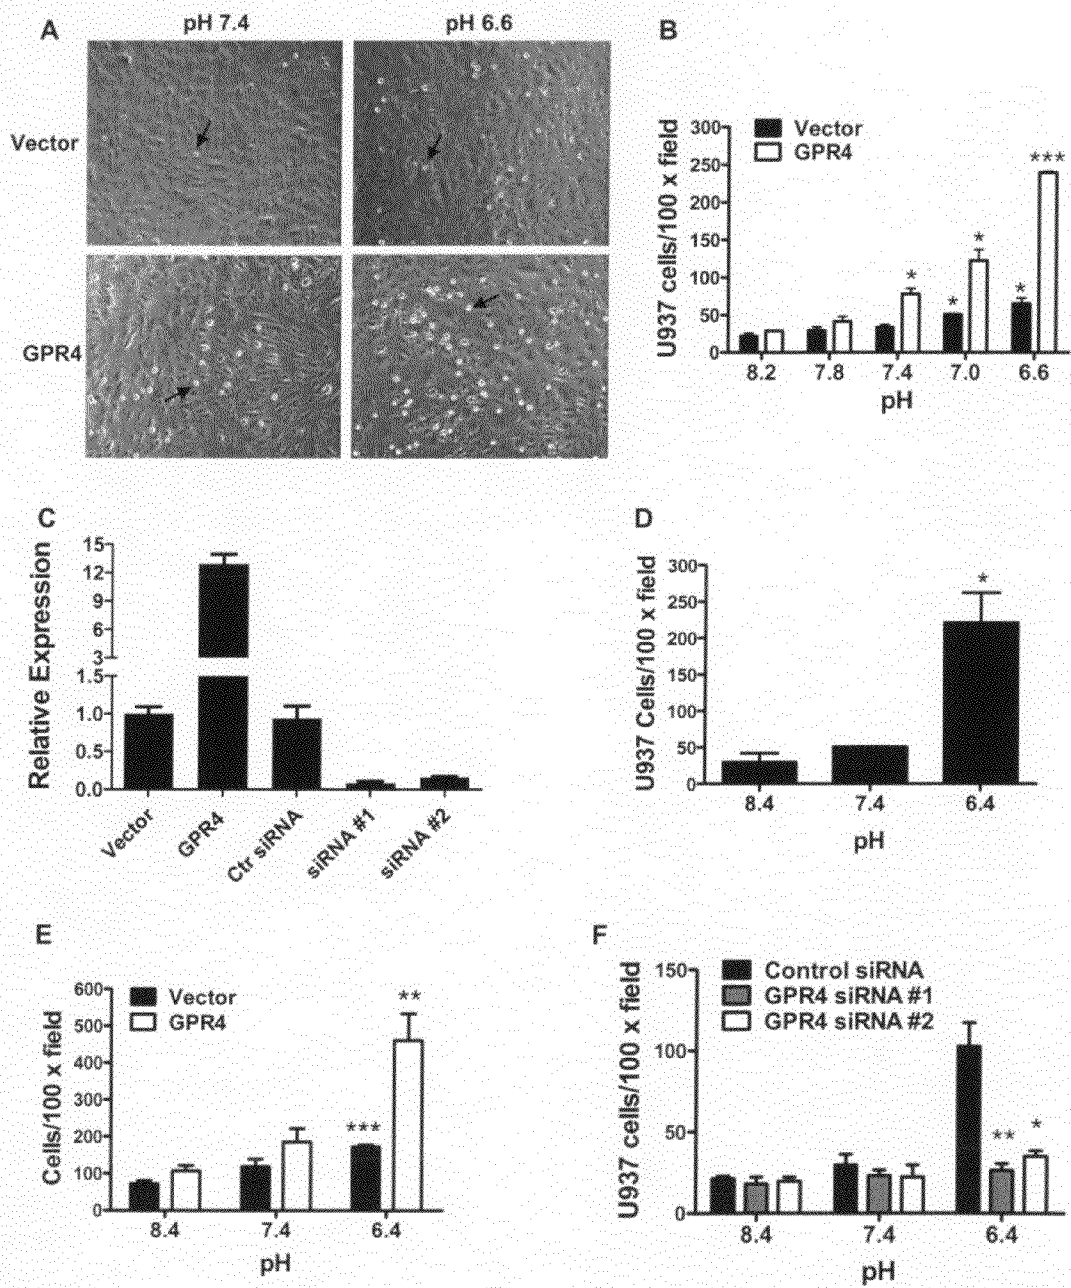 A
pH 7.4
pH 6.6
Vector
GPR4
B
U937 cells/100 x field
300
250
200
150
100
50
0
Vector
GPR4
*
*
*
*
***
8.2
7.8
7.4
7.0
6.6
pH
C
Relative Expression
15
12
9
6
3
1.5
1.0
0.5
0.0
Vector
GPR4
Ctr siRNA
siRNA #1
siRNA #2
D
U937 Cells/100 x field
300
250
200
150
100
50
0
*
8.4
7.4
6.4
pH
E
Cells/100 x field
600
500
400
300
200
100
0
Vector
GPR4
***
**
8.4
7.4
6.4
pH
F
U937 cells/100 x field
150
100
50
0
Control siRNA
GPR4 siRNA #1
GPR4 siRNA #2
**
*
8.4
7.4
6.4
pH